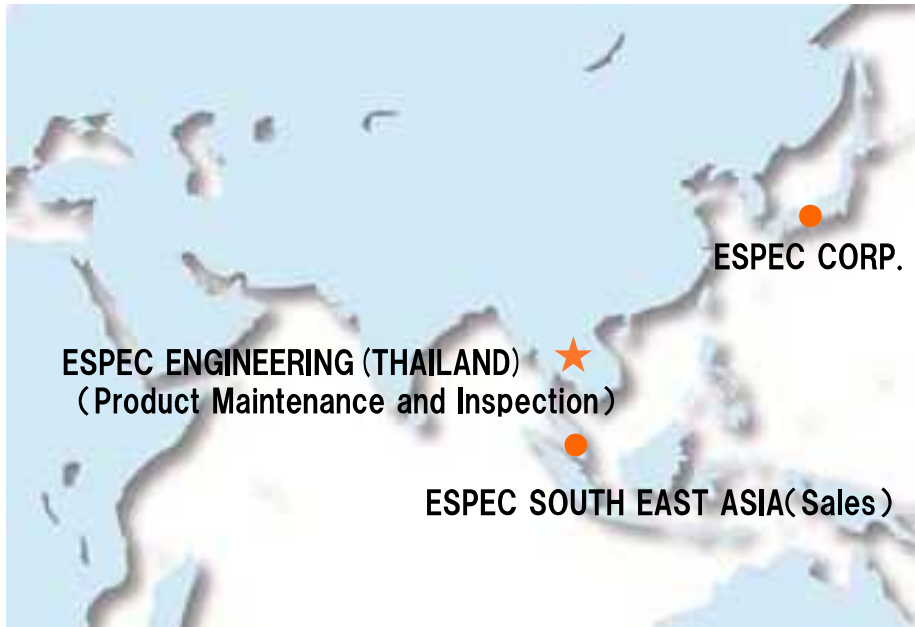 ESPEC CORP.
ESPEC ENGINEERING(THAILAND)
（Product Maintenance and Inspection）
ESPEC SOUTH EAST ASIA(Sales)